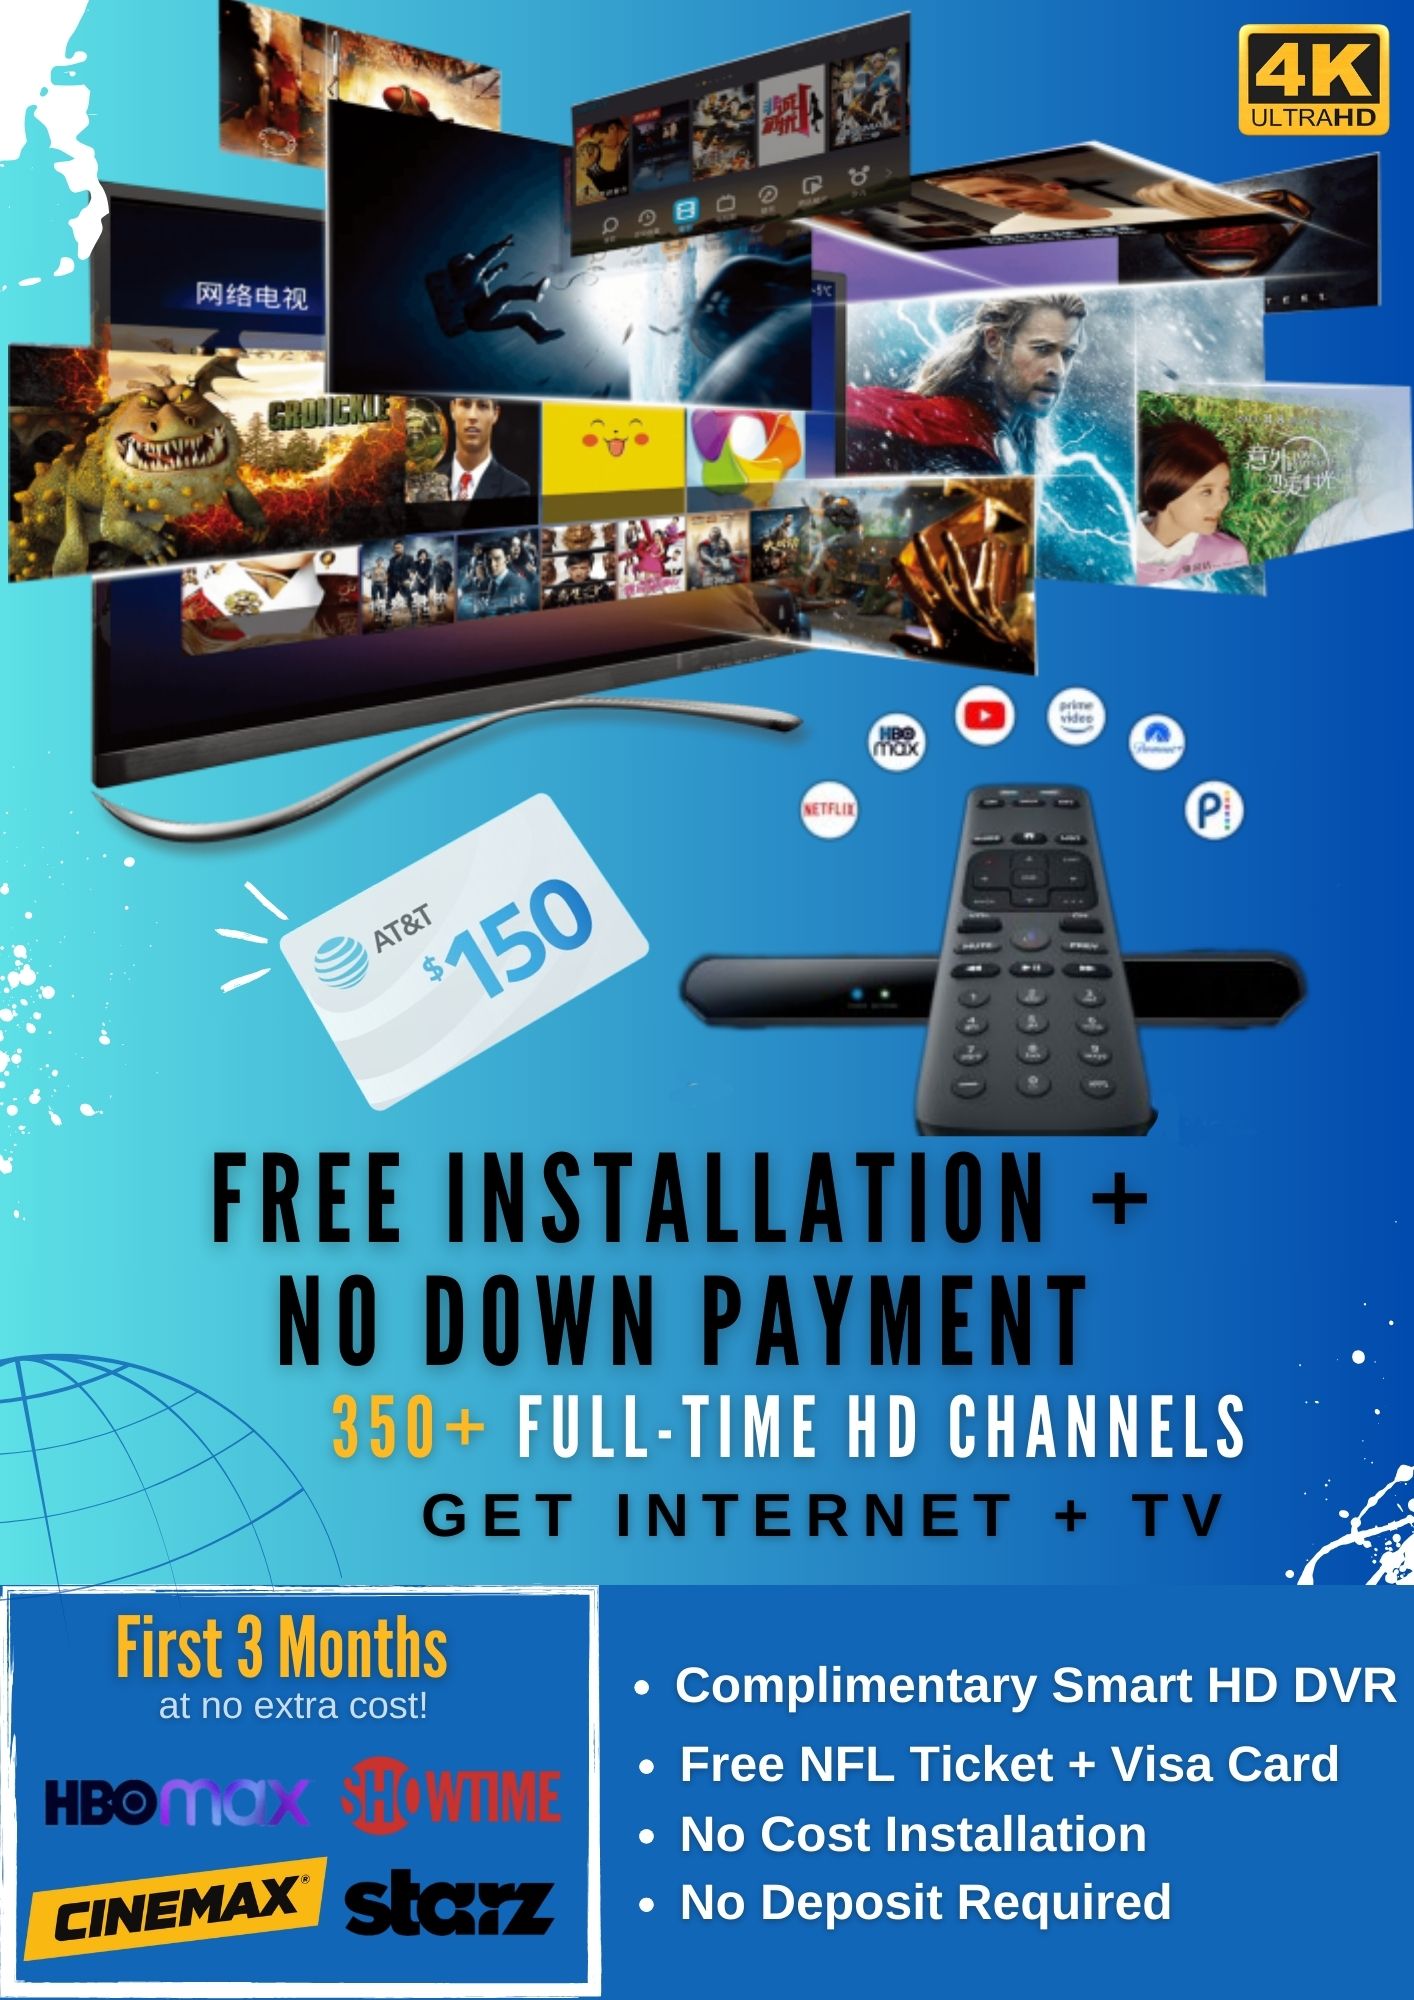 4K
ULTRAHD
网络电视
GRONCKLE
HBO
max
prime
video
NETFLIX
P
AT&T
$150
MUTE
PREV
FREE INSTALLATION +
NO DOWN PAYMENT
350+ FULL-TIME HD CHANNELS
GET INTERNET + TV
First 3 Months
at no extra cost!
HBOmax
SHOWTIME
CINEMAX®
starz
• Complimentary Smart HD DVR
• Free NFL Ticket + Visa Card
• No Cost Installation
• No Deposit Required